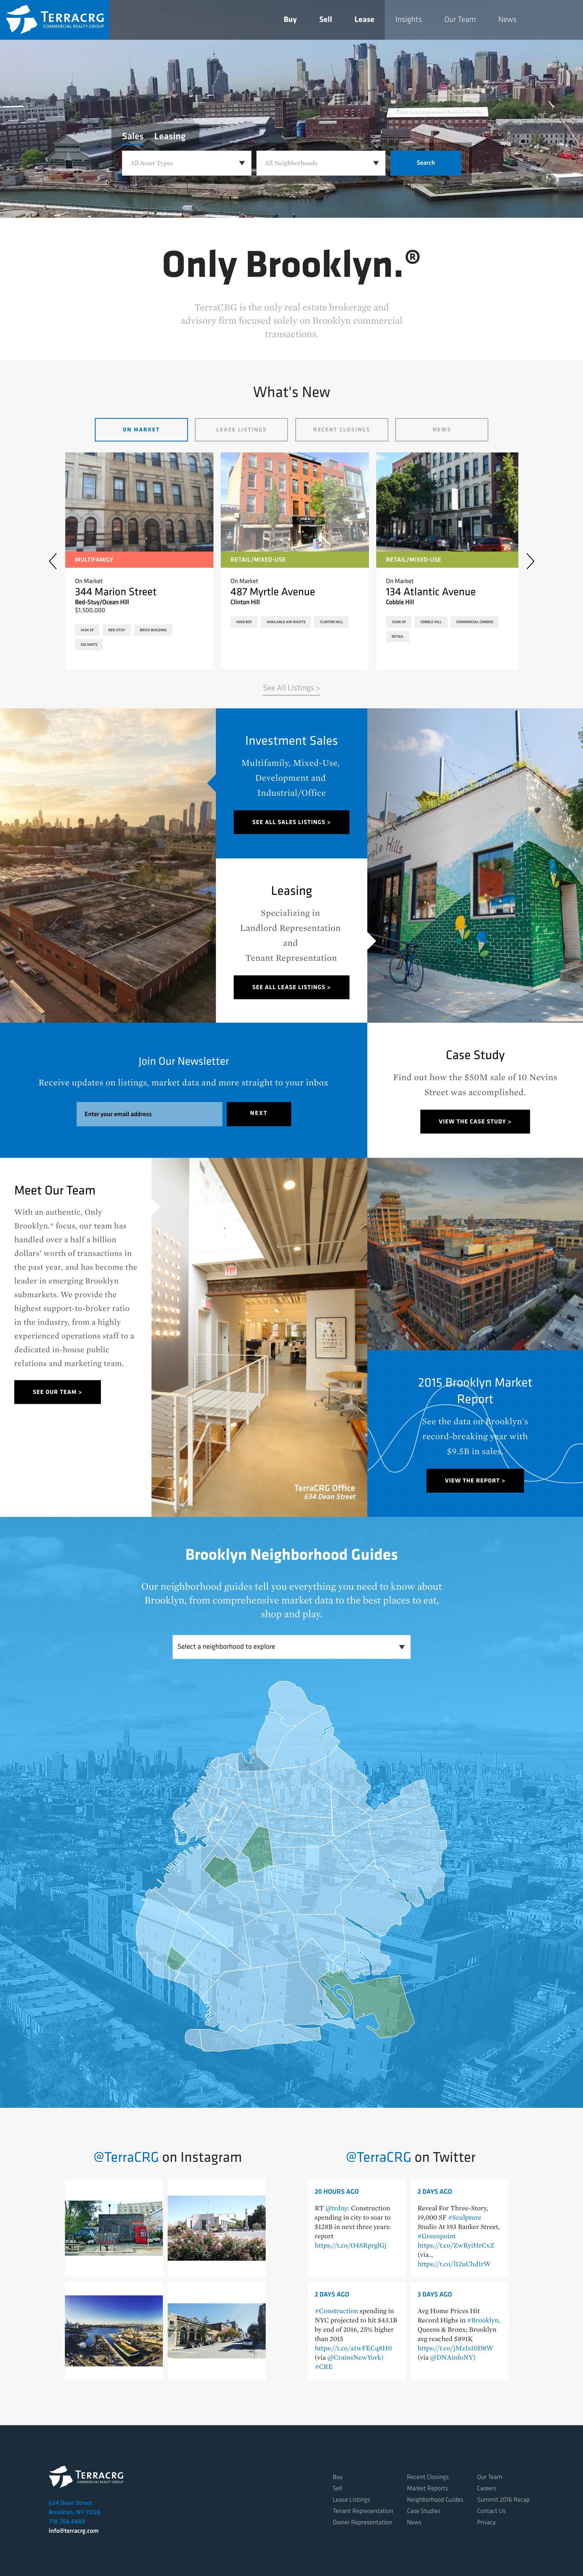 TERRACRG
COMMERCIAL REALTY GROUP
Buy Sell Lease Insights Our Team News
Sales Leasing
All Asset Types All Neighborhoods Search
Only Brooklyn.®
TerraCRG is the only real estate brokerage and
advisory firm focused solely on Brooklyn commercial
transactions.
What's New
ON MARKET LEASE LISTINGS RECENT CLOSINGS NEWS
MULTIFAMILY
On Market
344 Marion Street
Bed-Stuy/Ocean Hill
$1,500,000
BED-STUY BRICK BUILDING
SIX UNITS
RETAIL/MIXED-USE
On Market
487 Myrtle Avenue
Clinton Hill
AVAILABLE AIR RIGHTS CLINTON HILL
RETAIL/MIXED-USE
On Market
134 Atlantic Avenue
Cobble Hill
COBBLE HILL COMMERCIAL CONDOS
RETAIL
See All Listings >
Investment Sales
Multifamily, Mixed-Use,
Development and
Industrial/Office
SEE ALL SALES LISTINGS >
Leasing
Specializing in
Landlord Representation
and
Tenant Representation
SEE ALL LEASE LISTINGS >
Join Our Newsletter
Receive updates on listings, market data and more straight to your inbox
Enter your email address NEXT
Case Study
Find out how the $50M sale of 10 Nevins
Street was accomplished.
VIEW THE CASE STUDY >
Meet Our Team
With an authentic, Only
Brooklyn.® focus, our team has
handled over a half a billion
dollars' worth of transactions in
the past year, and has become the
leader in emerging Brooklyn
submarkets. We provide the
highest support-to-broker ratio
in the industry, from a highly
experienced operations staff to a
dedicated in-house public
relations and marketing team.
SEE OUR TEAM >
TerraCRG Office
634 Dean Street
2015 Brooklyn Market
Report
See the data on Brooklyn's
record-breaking year with
$9.5B in sales.
VIEW THE REPORT >
Brooklyn Neighborhood Guides
Our neighborhood guides tell you everything you need to know about
Brooklyn, from comprehensive market data to the best places to eat,
shop and play.
Select a neighborhood to explore
@TerraCRG on Instagram
@TerraCRG on Twitter
20 HOURS AGO
RT @trdny: Construction
spending in city to soar to
$128B in next three years:
report
https://t.co/O4SRprglGj
2 DAYS AGO
Reveal For Three-Story,
19,000 SF #Sculpture
Studio At 193 Banker Street,
#Greenpoint
https://t.co/ZwRyiHrCxZ
(via...
https://t.co/l12uChd1rW
2 DAYS AGO
#Construction spending in
NYC projected to hit $43.1B
by end of 2016, 25% higher
than 2015
https://t.co/a1wFECq8H0
(via @CrainsNewYork)
#CRE
3 DAYS AGO
Avg Home Prices Hit
Record Highs in #Brooklyn,
Queens & Bronx; Brooklyn
avg reached $891K
https://t.co/jMzIsI0D8W
(via @DNAinfoNY)
TERRACRG
COMMERCIAL REALTY GROUP
634 Dean Street
Brooklyn, NY 11238
718.768.6888
info@terracrg.com
Buy
Sell
Lease Listings
Tenant Representation
Owner Representation
Recent Closings
Market Reports
Neighborhood Guides
Case Studies
News
Our Team
Careers
Summit 2016 Recap
Contact Us
Privacy